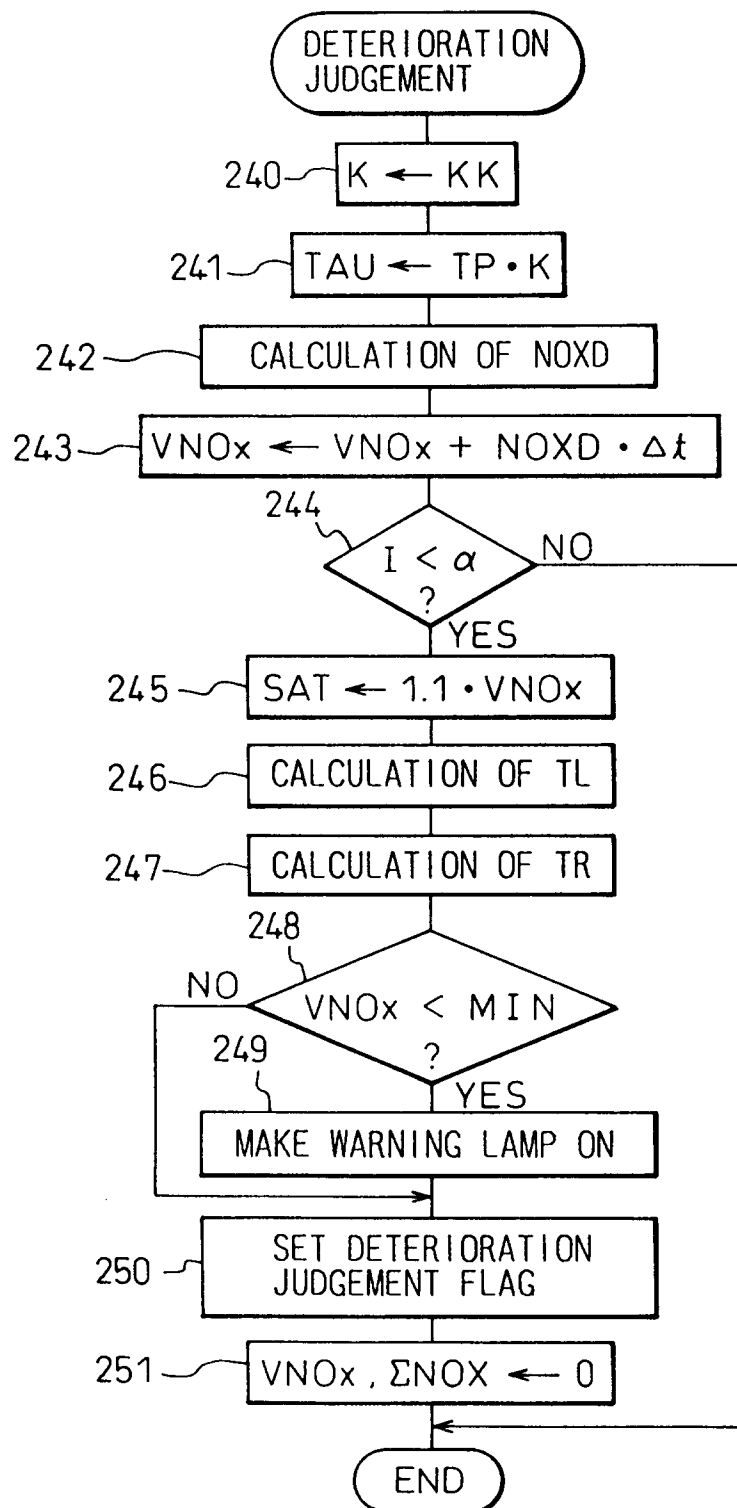 DETERIORATION
JUDGEMENT
240
K ← KK
241
TAU ← TP • K
242
CALCULATION OF NOXD
243
VNOx ← VNOx + NOXD • Δt
244
I < α
?
NO
YES
245
SAT ← 1.1 • VNOx
246
CALCULATION OF TL
247
CALCULATION OF TR
248
NO
VNOx < MIN
?
249
YES
MAKE WARNING LAMP ON
250
SET DETERIORATION
JUDGEMENT FLAG
251
VNOx , ΣNOX ← 0
END